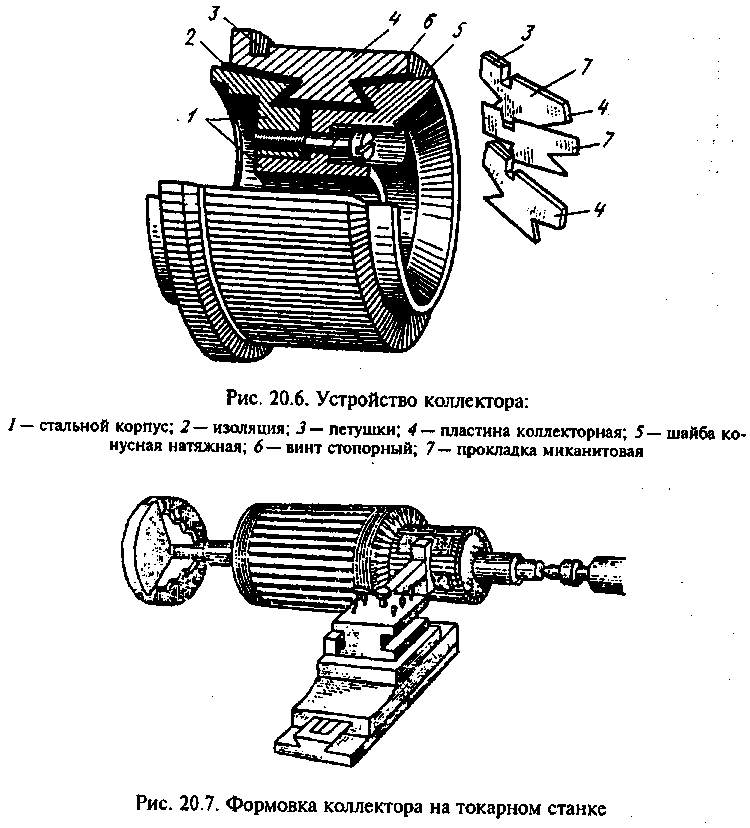 3
4
6
2
5
1
3
7
4
7
4
Рис. 20.6. Устройство коллектора:
1 — стальной корпус; 2 — изоляция; 3 — петушки; 4 — пластина коллекторная; 5 — шайба ко-
нусная натяжная; 6 — винт стопорный; 7 — прокладка миканитовая
Рис. 20.7. Формовка коллектора на токарном станке